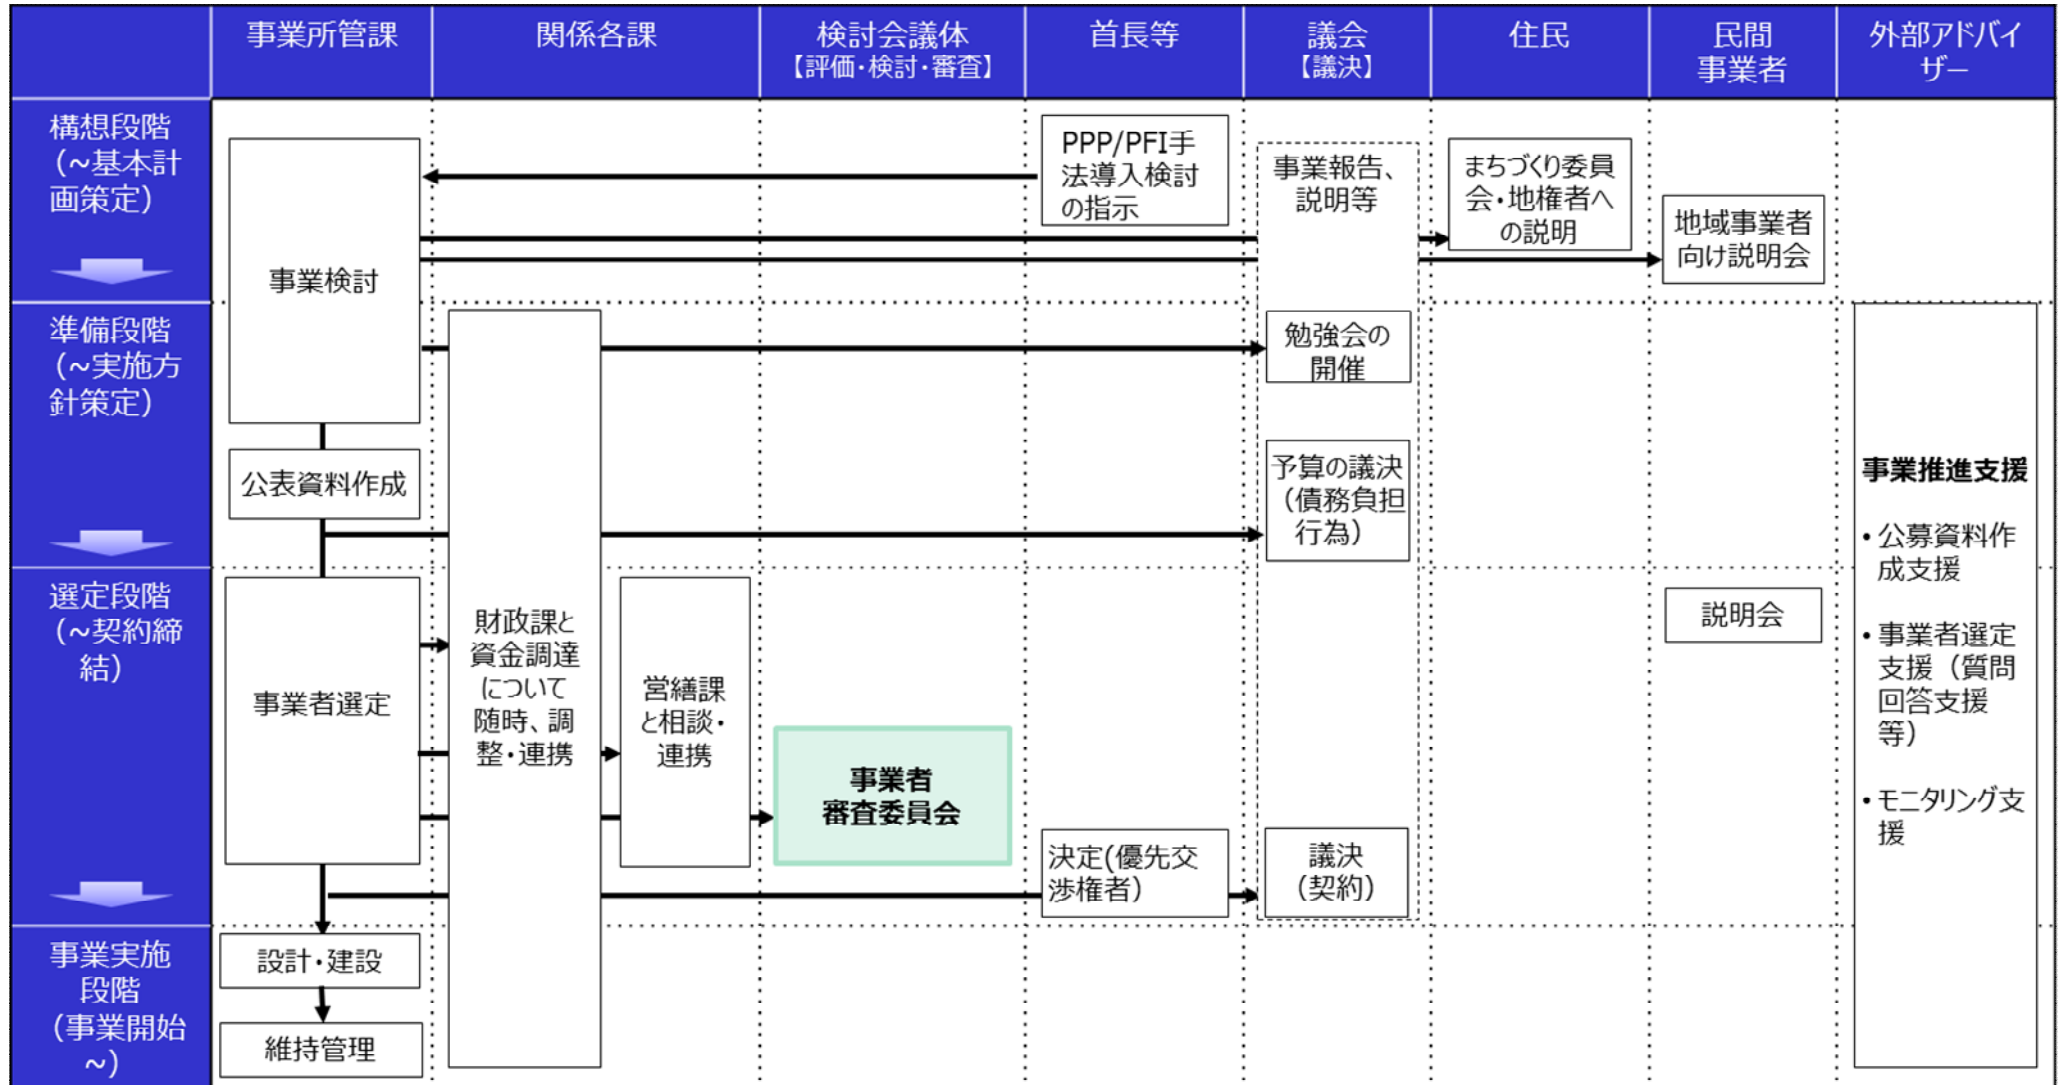 事業所管課
関係各課
検討会議体
【評価・検討・審査】
首長等
議会
【議決】
住民
民間
事業者
外部アドバイ
ザー
構想段階
（~基本計
画策定）
事業検討
PPP/PFI手
法導入検討
の指示
事業報告、
説明等
まちづくり委員
会・地権者へ
の説明
地域事業者
向け説明会
準備段階
（~実施方
針策定）
公表資料作成
勉強会の
開催
予算の議決
（債務負担
行為）
選定段階
（~契約締
結）
事業者選定
財政課と
資金調達
について
随時、調
整・連携
営繕課
と相談・
連携
事業者
審査委員会
決定(優先交
渉権者）
議決
（契約）
説明会
事業推進支援
• 公募資料作
成支援
• 事業者選定
支援（質問
回答支援
等）
• モニタリング支
援
事業実施
段階
（事業開始
~）
設計・建設
維持管理